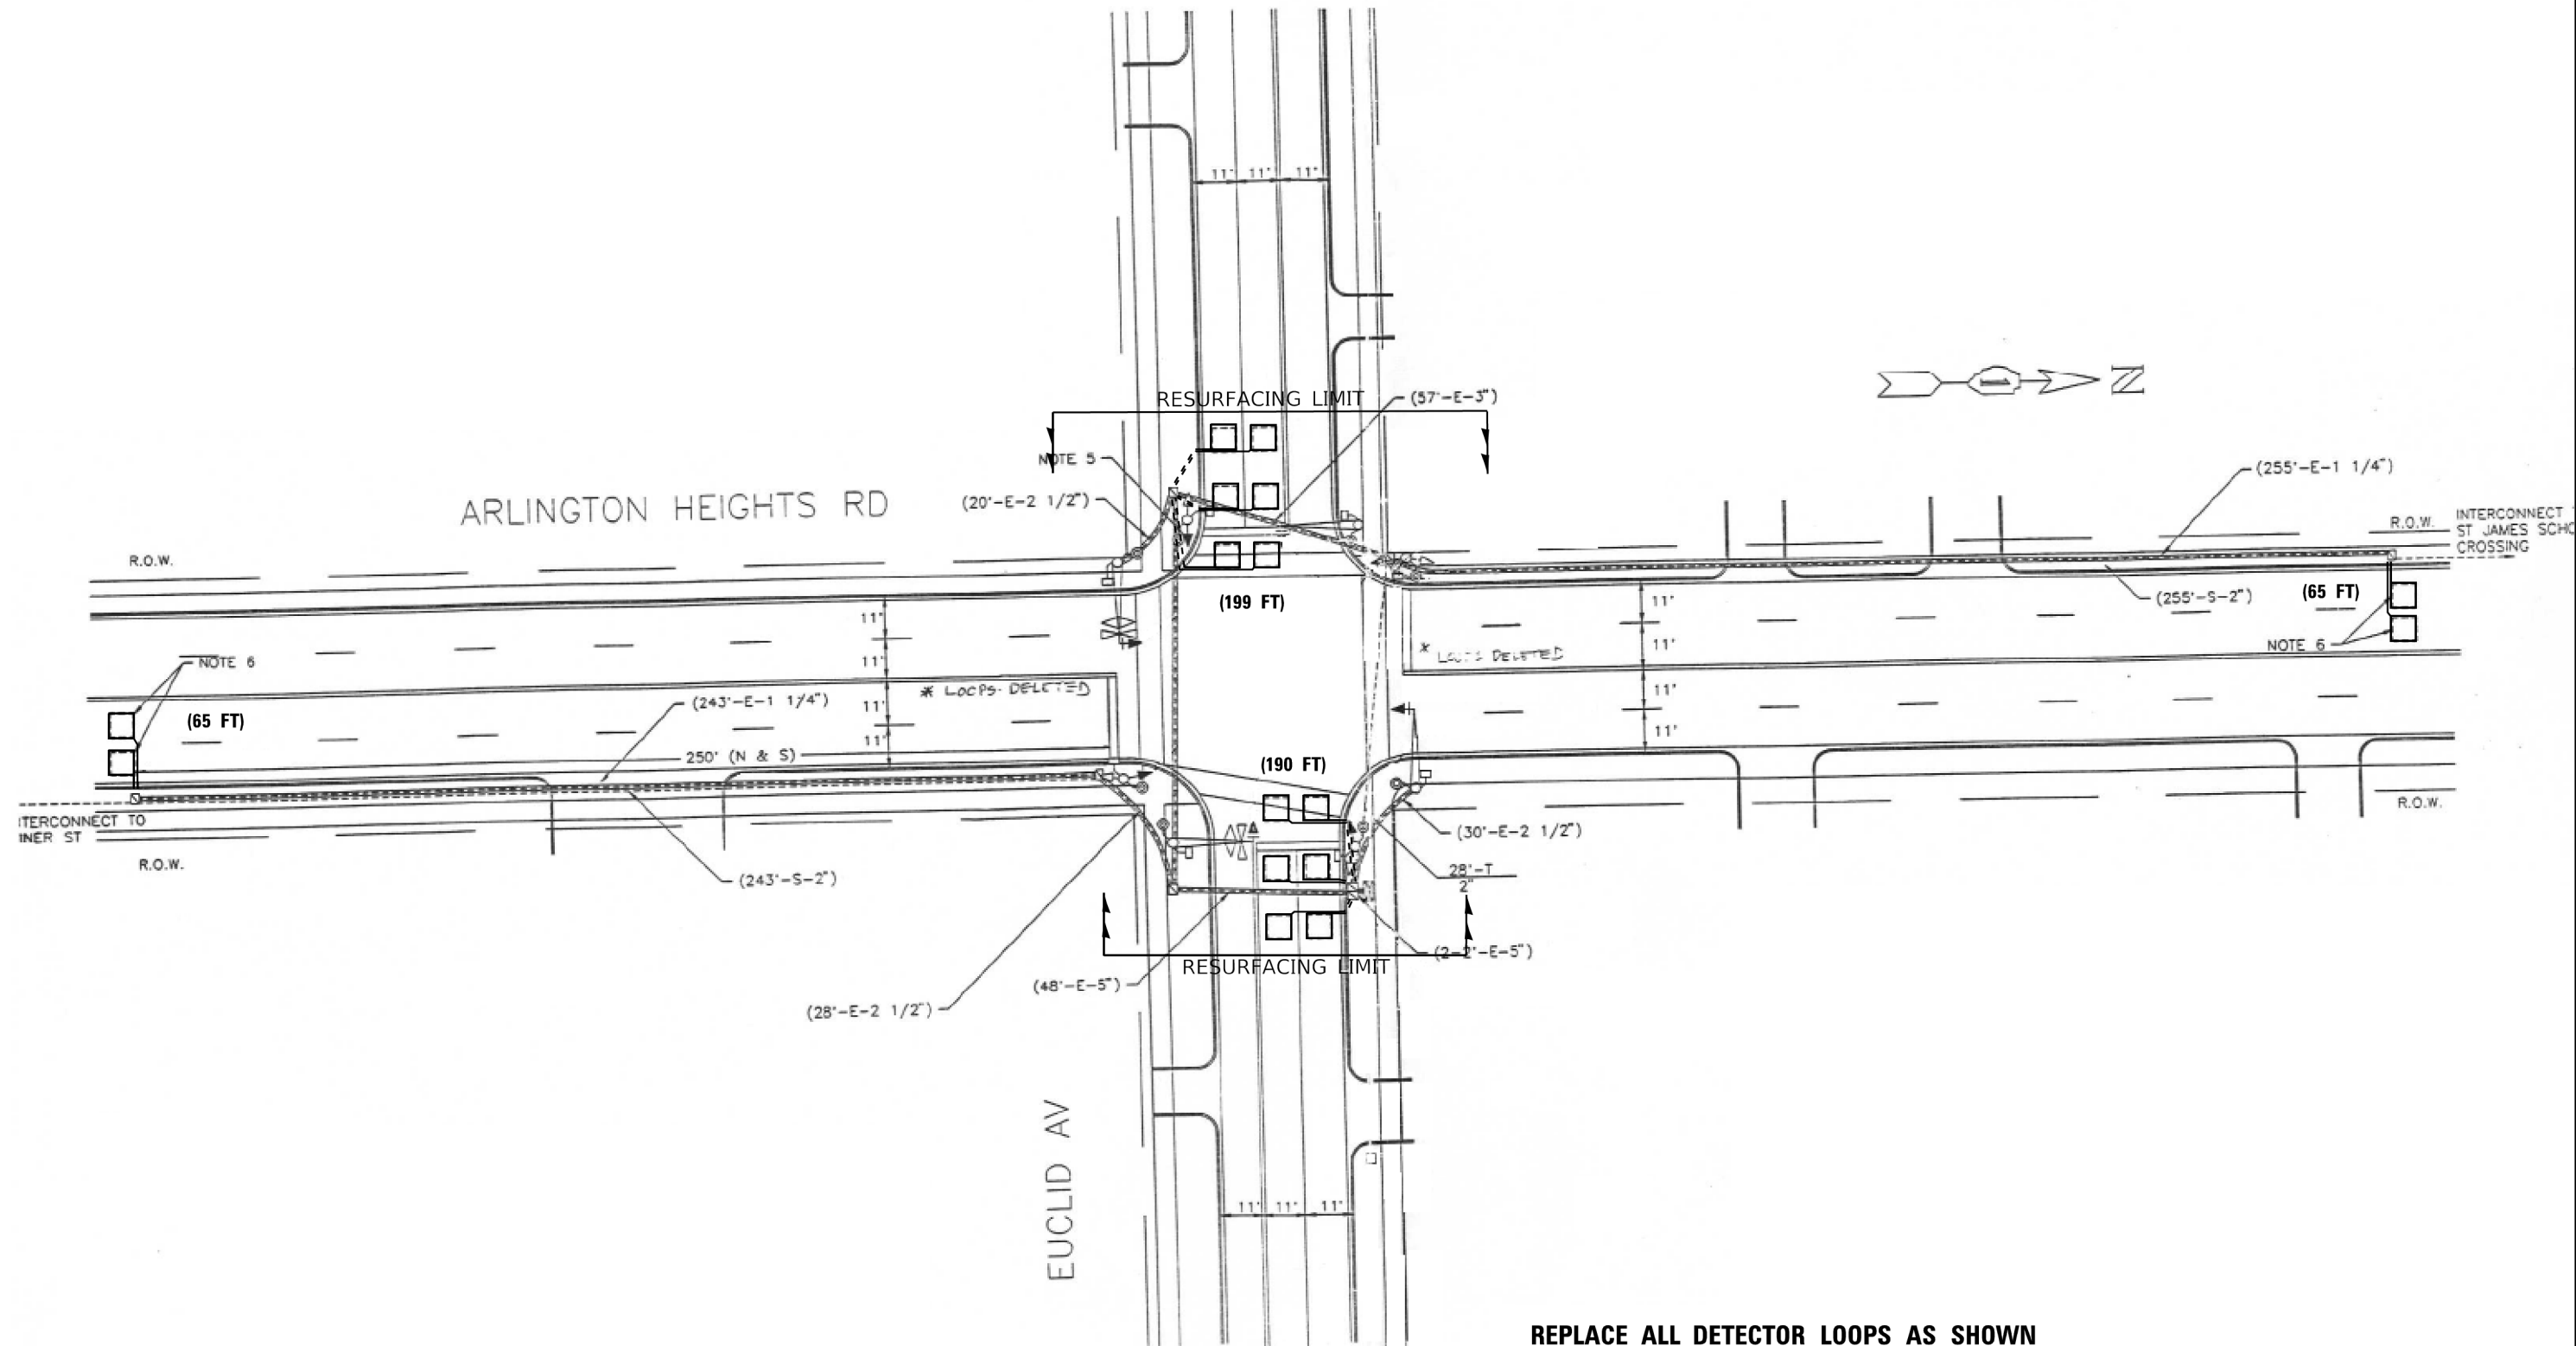 11' 11' 11'
RESURFACING LIMIT
(57'-E-3")
N
NOTE 5
(255'-E-1 1/4")
ARLINGTON HEIGHTS RD
(20'-E-2 1/2")
INTERCONNECT
R.O.W.
ST JAMES SCHO
CROSSING
R.O.W.
(199 FT)
(65 FT)
(255'-S-2")
11'
11'
11'
11'
* LOOPS DELETED
NOTE 6
NOTE 6
* LOOPS DELETED
(243'-E-1 1/4")
(65 FT)
11'
11'
11'
11'
250' (N & S)
(190 FT)
R.O.W.
TERCONNECT TO
INER ST
(30'-E-2 1/2")
R.O.W.
28'-T
2"
(243'-S-2")
(2-2'-E-5")
RESURFACING LIMIT
(48'-E-5")
(28'-E-2 1/2")
EUCLID AV
11' 11' 11'
REPLACE ALL DETECTOR LOOPS AS SHOWN